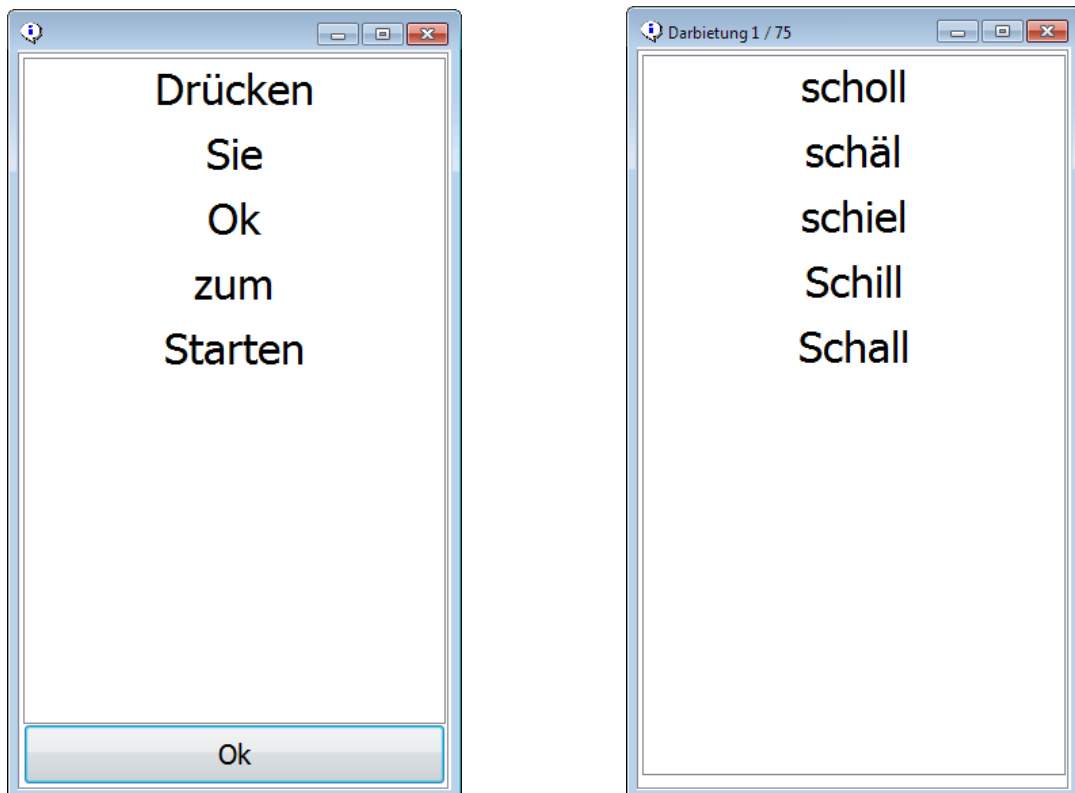 Drücken
Sie
Ok
zum
Starten
Ok
Darbietung 1 / 75
scholl
schäl
schiel
Schill
Schall